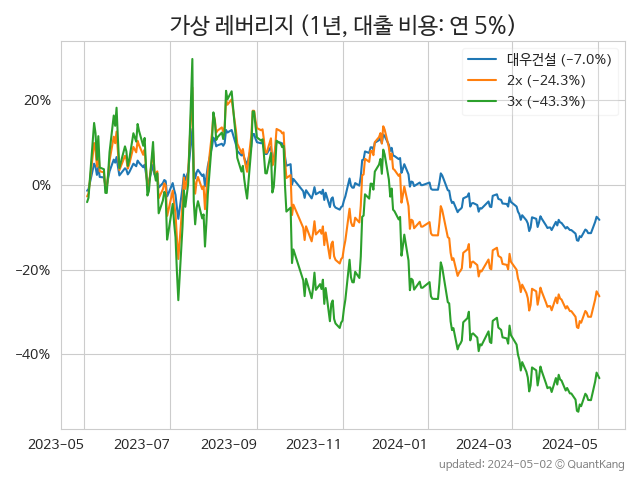 가상 레버리지 (1년, 대출 비용: 연 5%)
대우건설 (−7.0%)
2x (−24.3%)
3x (−43.3%)
20%
0%
−20%
−40%
2023−05 2023−07 2023−09 2023−11 2024−01 2024−03 2024−05
updated: 2024-05-02 © QuantKang